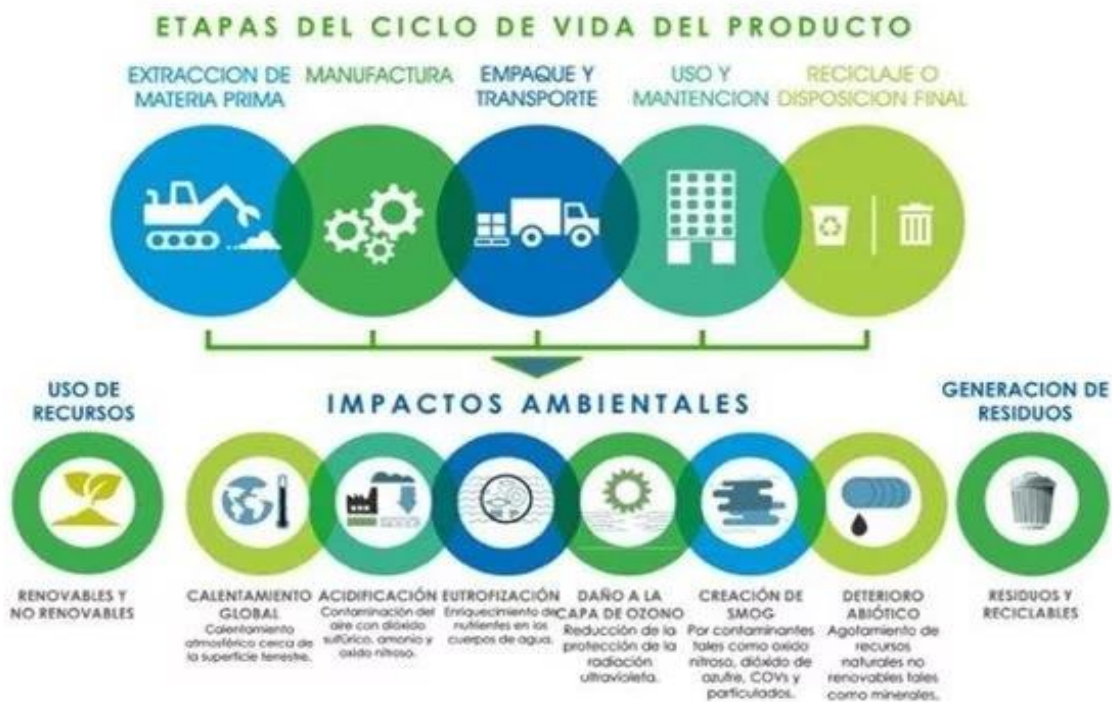 ETAPAS DEL CICLO DE VIDA DEL PRODUCTO
EXTRACCION DE
MATERIA PRIMA
MANUFACTURA
EMPAQUE Y
TRANSPORTE
USO Y
MANTENCION
RECICLAJE O
DISPOSICION FINAL
USO DE
RECURSOS
IMPACTOS AMBIENTALES
GENERACION DE
RESIDUOS
RENOVABLES Y
NO RENOVABLES
CALENTAMIENTO
GLOBAL
Calentamiento
atmosférico cerca de
la superficie terrestre.
ACIDIFICACIÓN
Contaminación del
aire con dióxido
sulfúrico, amonio y
oxido nitroso.
EUTROFIZACIÓN
Enriquecimiento de
nutrientes en los
cuerpos de agua.
DAÑO A LA
CAPA DE OZONO
Reducción de la
protección de la
radiación
ultravioleta.
CREACIÓN DE
SMOG
Por contaminantes
tales como oxido
nitroso, dióxido de
azufre, COVs y
particulados.
DETERIORO
ABIÓTICO
Agotamiento de
recursos
naturales no
renovables tales
como minerales.
RESIDUOS Y
RECICLABLES